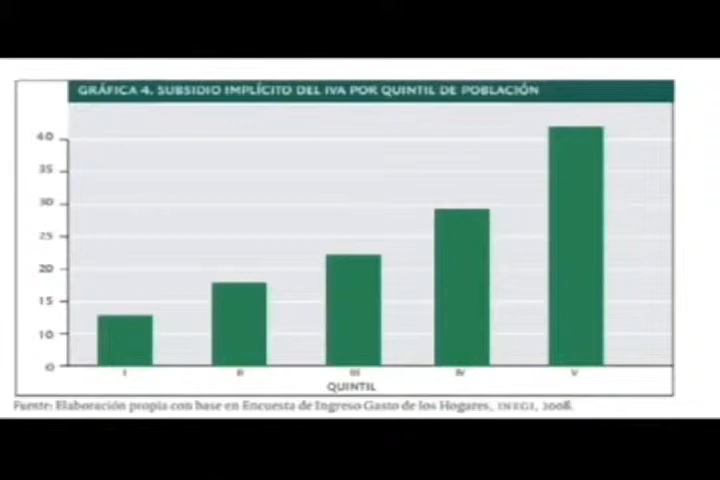 GRÁFICA 4. SUBSIDIO IMPLÍCITO DEL IVA POR QUINTIL DE POBLACIÓN
40
35
30
25
20
15
10
0
I II III IV V
QUINTIL
Fuente: Elaboración propia con base en Encuesta de Ingreso Gasto de los Hogares, INEGI, 2008.